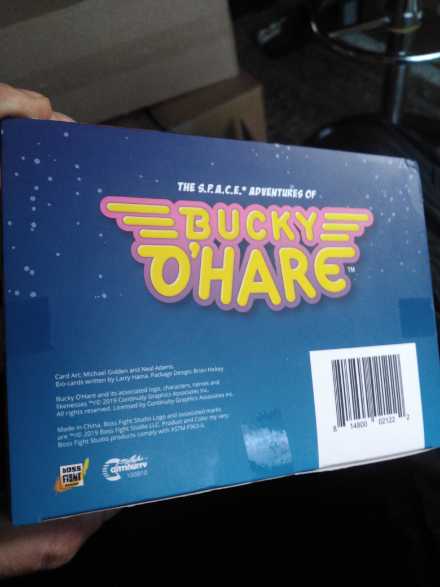 THE S.P.A.C.E.* ADVENTURES OF
BUCKY
O'HARE™
Card Art: Michael Golden and Neal Adams.
Bio-cards written by Larry Hama. Package Design: Brian Hickey
Bucky O'Hare and its associated logo, characters, names and
likenesses ™/© 2019 Continuity Graphics Associates Inc.
All rights reserved. Licensed by Continuity Graphics Associates Inc.
Made in China. Boss Fight Studio Logo and associated marks
are ™/© 2019 Boss Fight Studio LLC. Product and Color my vary.
Boss Fight Studio products comply with ASTM F963-
BOSS
FIGHT
Continuity
8 14800 02122 2